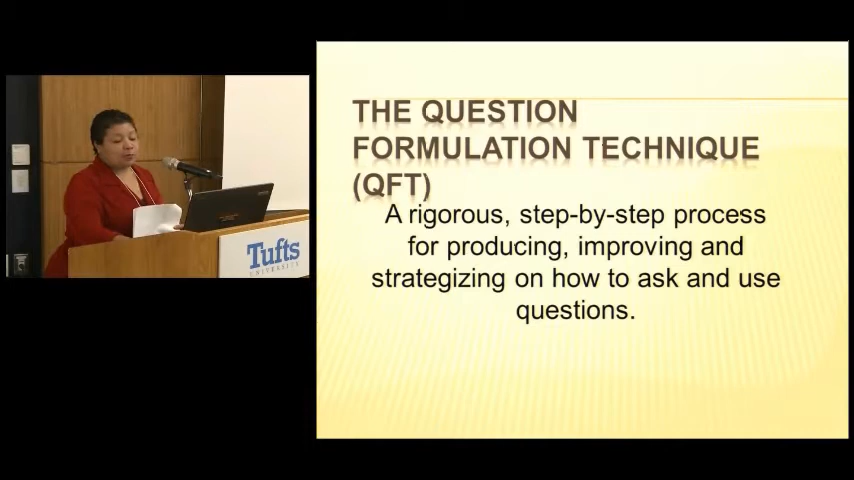 Tufts
UNIVERSITY
THE QUESTION
FORMULATION TECHNIQUE
(QFT)
A rigorous, step-by-step process
for producing, improving and
strategizing on how to ask and use
questions.